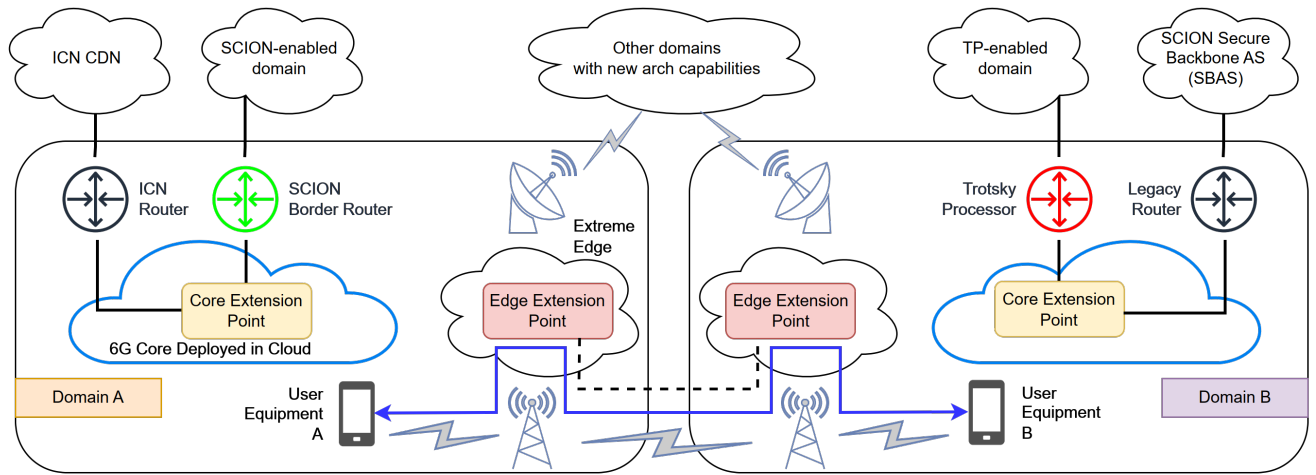 ICN CDN
SCION-enabled
domain
Other domains
with new arch capabilities
TP-enabled
domain
SCION Secure
Backbone AS
(SBAS)
ICN
Router
SCION
Border Router
Trotsky
Processor
Legacy
Router
Extreme
Edge
Core Extension
Point
6G Core Deployed in Cloud
Edge Extension
Point
Edge Extension
Point
Core Extension
Point
Domain A
User
Equipment
A
User
Equipment
B
Domain B